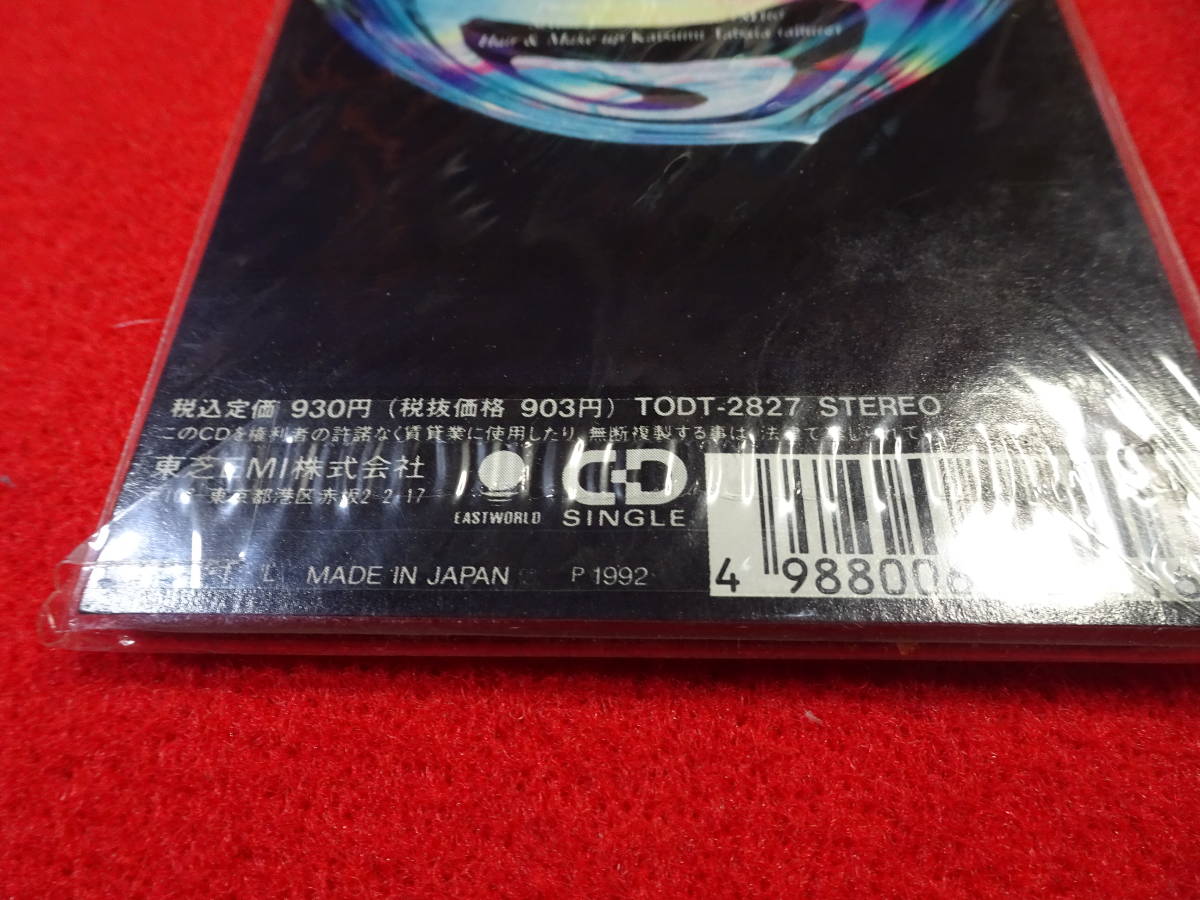 Hair & Make up Katsumi
税込定価 930円(税抜価格 903円) TODT-2827 STEREO
このCDを権利者の許諾なく賃貸業に使用したり、無断複製する事は、法
東芝EMI株式会社
東京都港区赤坂2-2-17
EASTWORLD
CD
SINGLE
MADE IN JAPAN P1992
4 988006